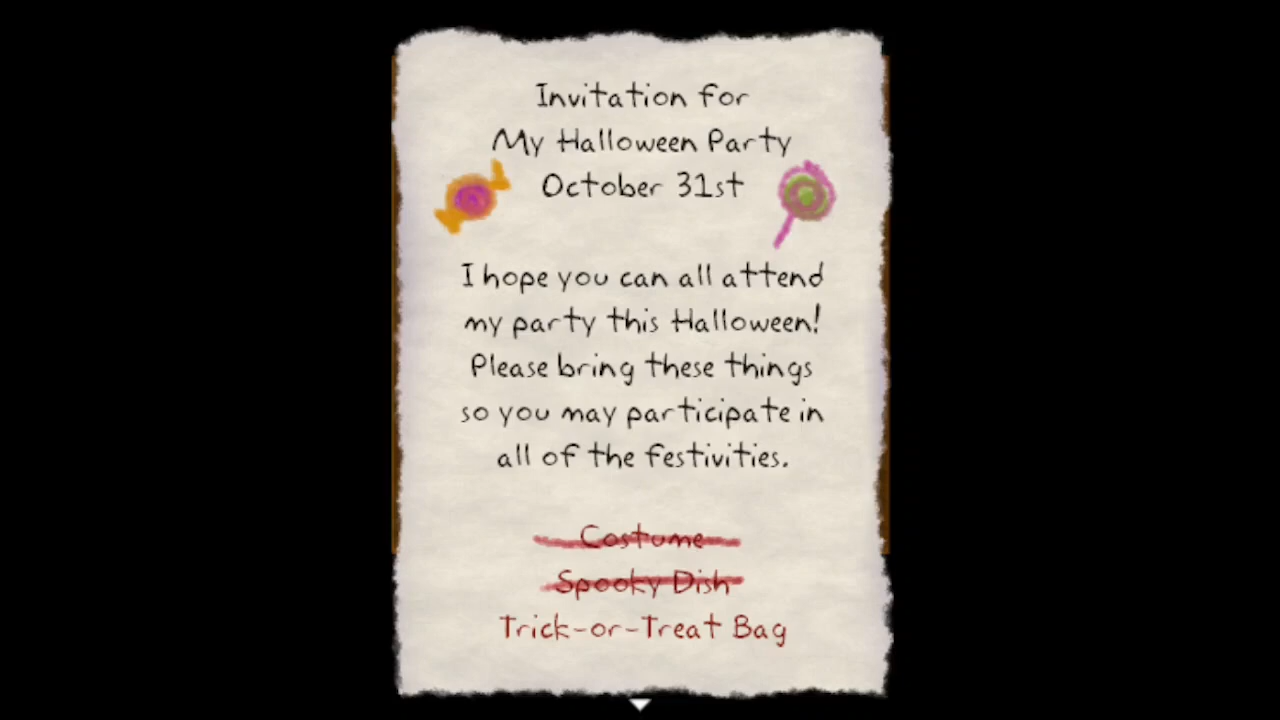 Invitation for
My Halloween Party
October 31st
I hope you can all attend
my party this Halloween!
Please bring these things
so you may participate in
all of the festivities.
Costume
Spooky Dish
Trick-or-Treat Bag